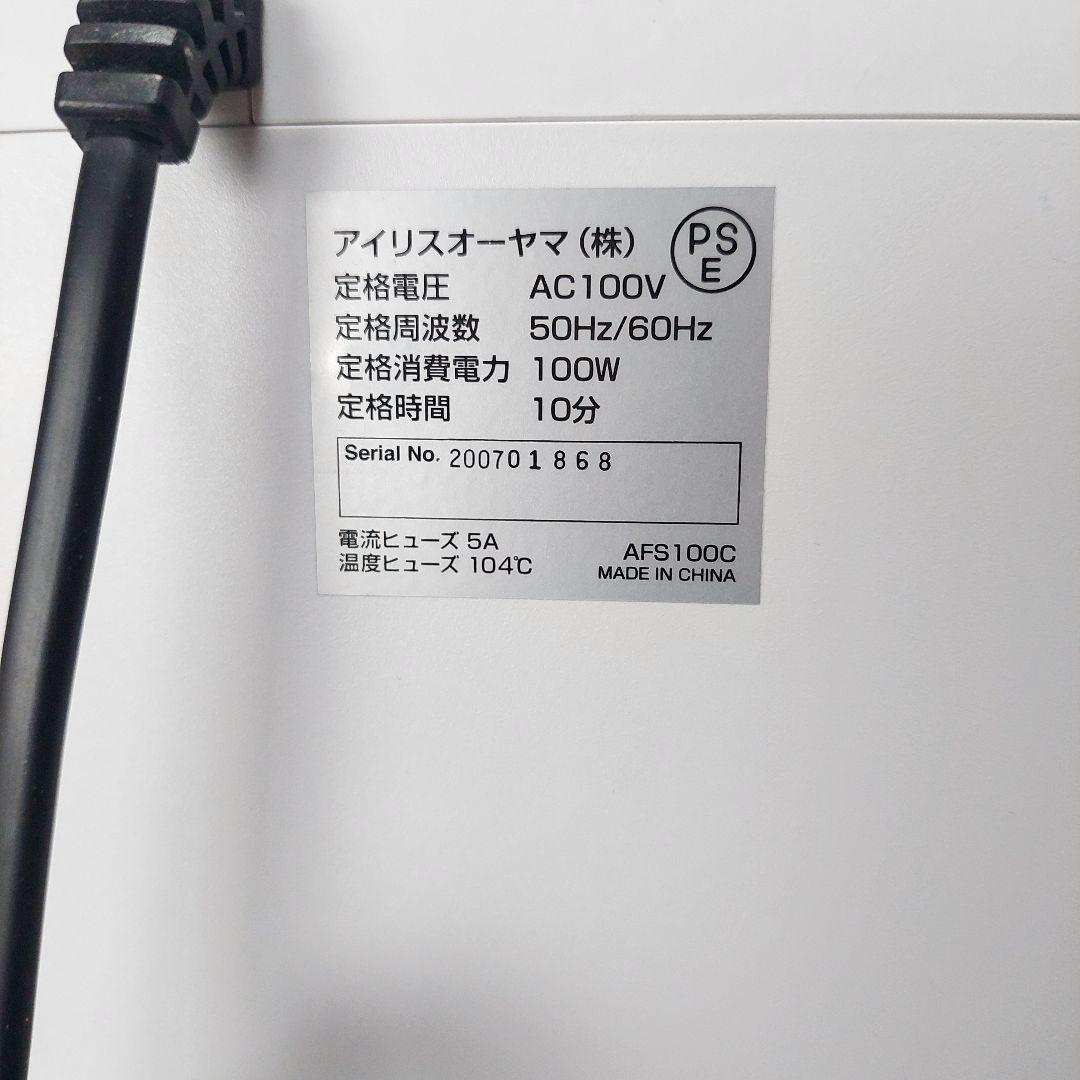 アイリスオーヤマ（株）
PS
E
定格電圧 AC100V
定格周波数 50Hz/60Hz
定格消費電力 100W
定格時間 10分
Serial No. 200701868
電流ヒューズ 5A
温度ヒューズ 104℃
AFS100C
MADE IN CHINA